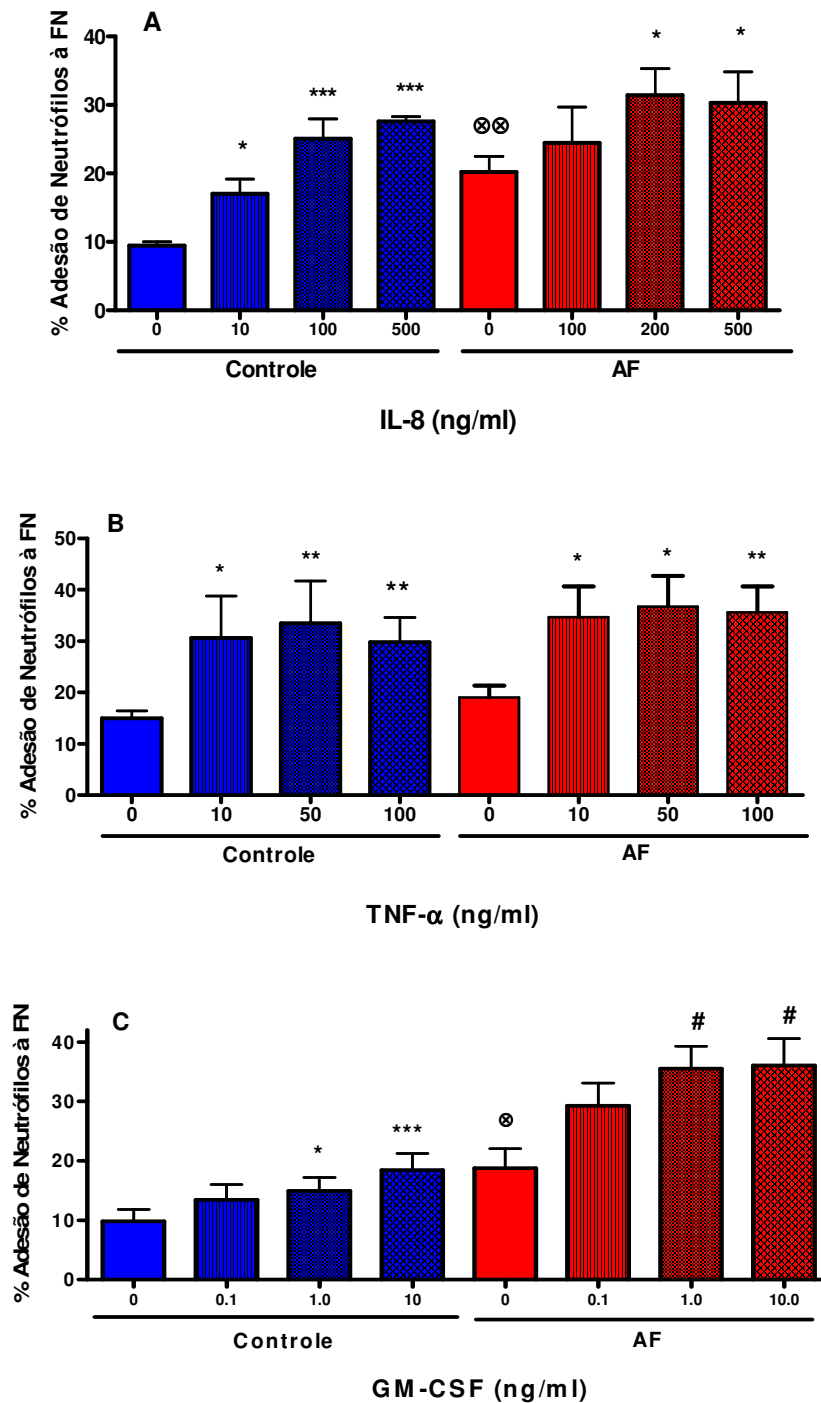 A
% Adesão de Neutrófilos à FN
40
30
20
10
0
* *** *** ⊗⊗ * *
0 10 100 500 0 100 200 500
Controle AF
IL-8 (ng/ml)
B
% Adesão de Neutrófilos à FN
50
40
30
20
10
0
* ** ** * * **
0 10 50 100 0 10 50 100
Controle AF
TNF-α (ng/ml)
C
% Adesão de Neutrófilos à FN
40
30
20
10
0
* *** ⊗ # #
0 0.1 1.0 10 0 0.1 1.0 10.0
Controle AF
GM-CSF (ng/ml)